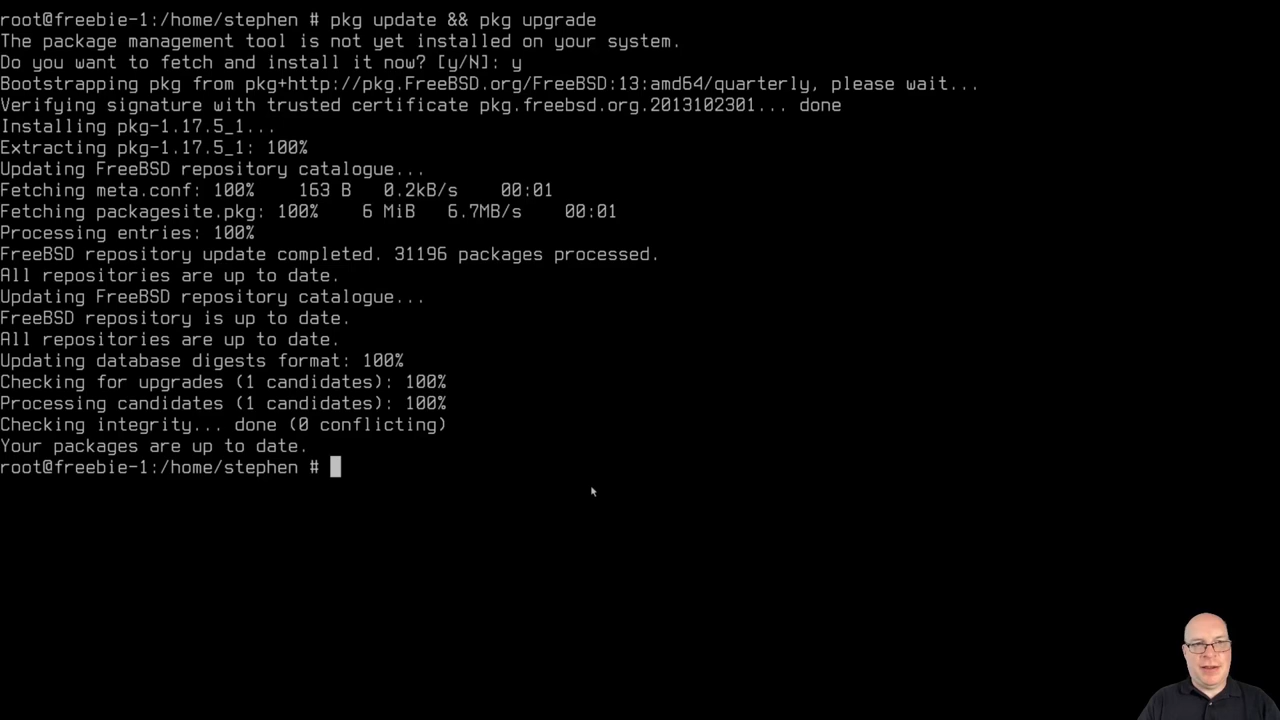 root@freebie-1:/home/stephen # pkg update && pkg upgrade
The package management tool is not yet installed on your system.
Do you want to fetch and install it now? [y/N]: y
Bootstrapping pkg from pkg+http://pkg.FreeBSD.org/FreeBSD:13:amd64/quarterly, please wait...
Verifying signature with trusted certificate pkg.freebsd.org.2013102301... done
Installing pkg-1.17.5_1...
Extracting pkg-1.17.5_1: 100%
Updating FreeBSD repository catalogue...
Fetching meta.conf: 100%    163 B   0.2kB/s    00:01
Fetching packagesite.pkg: 100%    6 MiB   6.7MB/s    00:01
Processing entries: 100%
FreeBSD repository update completed. 31196 packages processed.
All repositories are up to date.
Updating FreeBSD repository catalogue...
FreeBSD repository is up to date.
All repositories are up to date.
Updating database digests format: 100%
Checking for upgrades (1 candidates): 100%
Processing candidates (1 candidates): 100%
Checking integrity... done (0 conflicting)
Your packages are up to date.
root@freebie-1:/home/stephen #